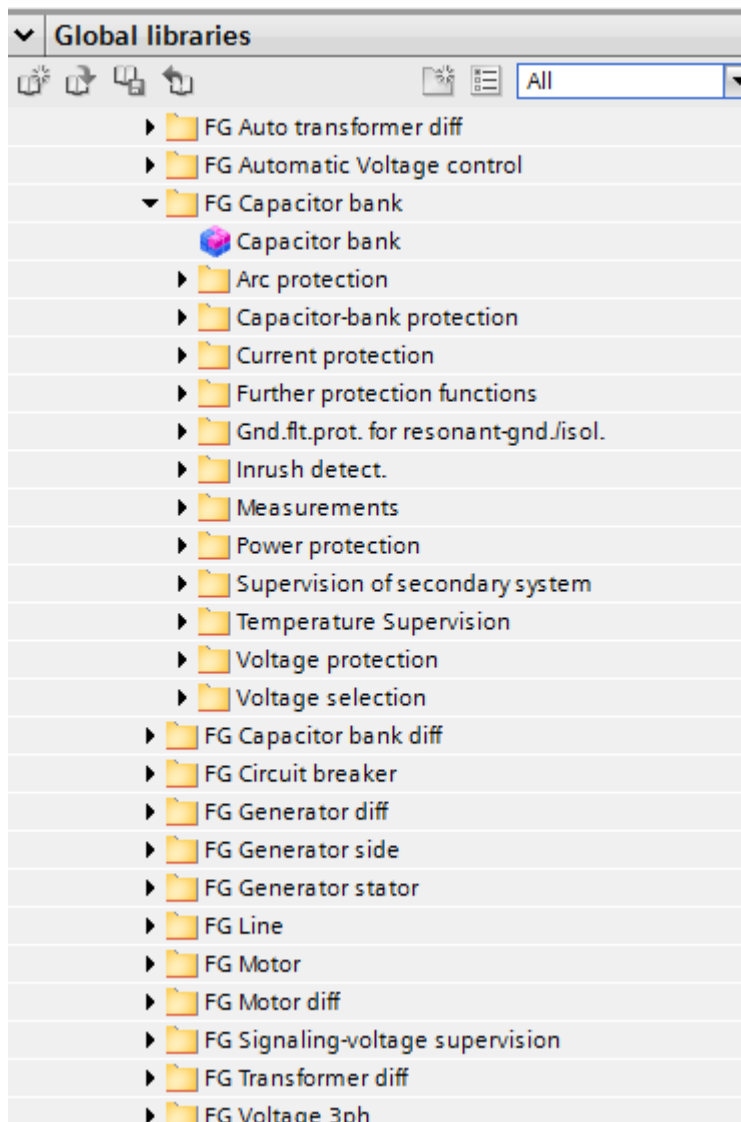 Global libraries
All
FG Auto transformer diff
FG Automatic Voltage control
FG Capacitor bank
Capacitor bank
Arc protection
Capacitor-bank protection
Current protection
Further protection functions
Gnd.flt.prot. for resonant-gnd./isol.
Inrush detect.
Measurements
Power protection
Supervision of secondary system
Temperature Supervision
Voltage protection
Voltage selection
FG Capacitor bank diff
FG Circuit breaker
FG Generator diff
FG Generator side
FG Generator stator
FG Line
FG Motor
FG Motor diff
FG Signaling-voltage supervision
FG Transformer diff
FG Voltage 3ph